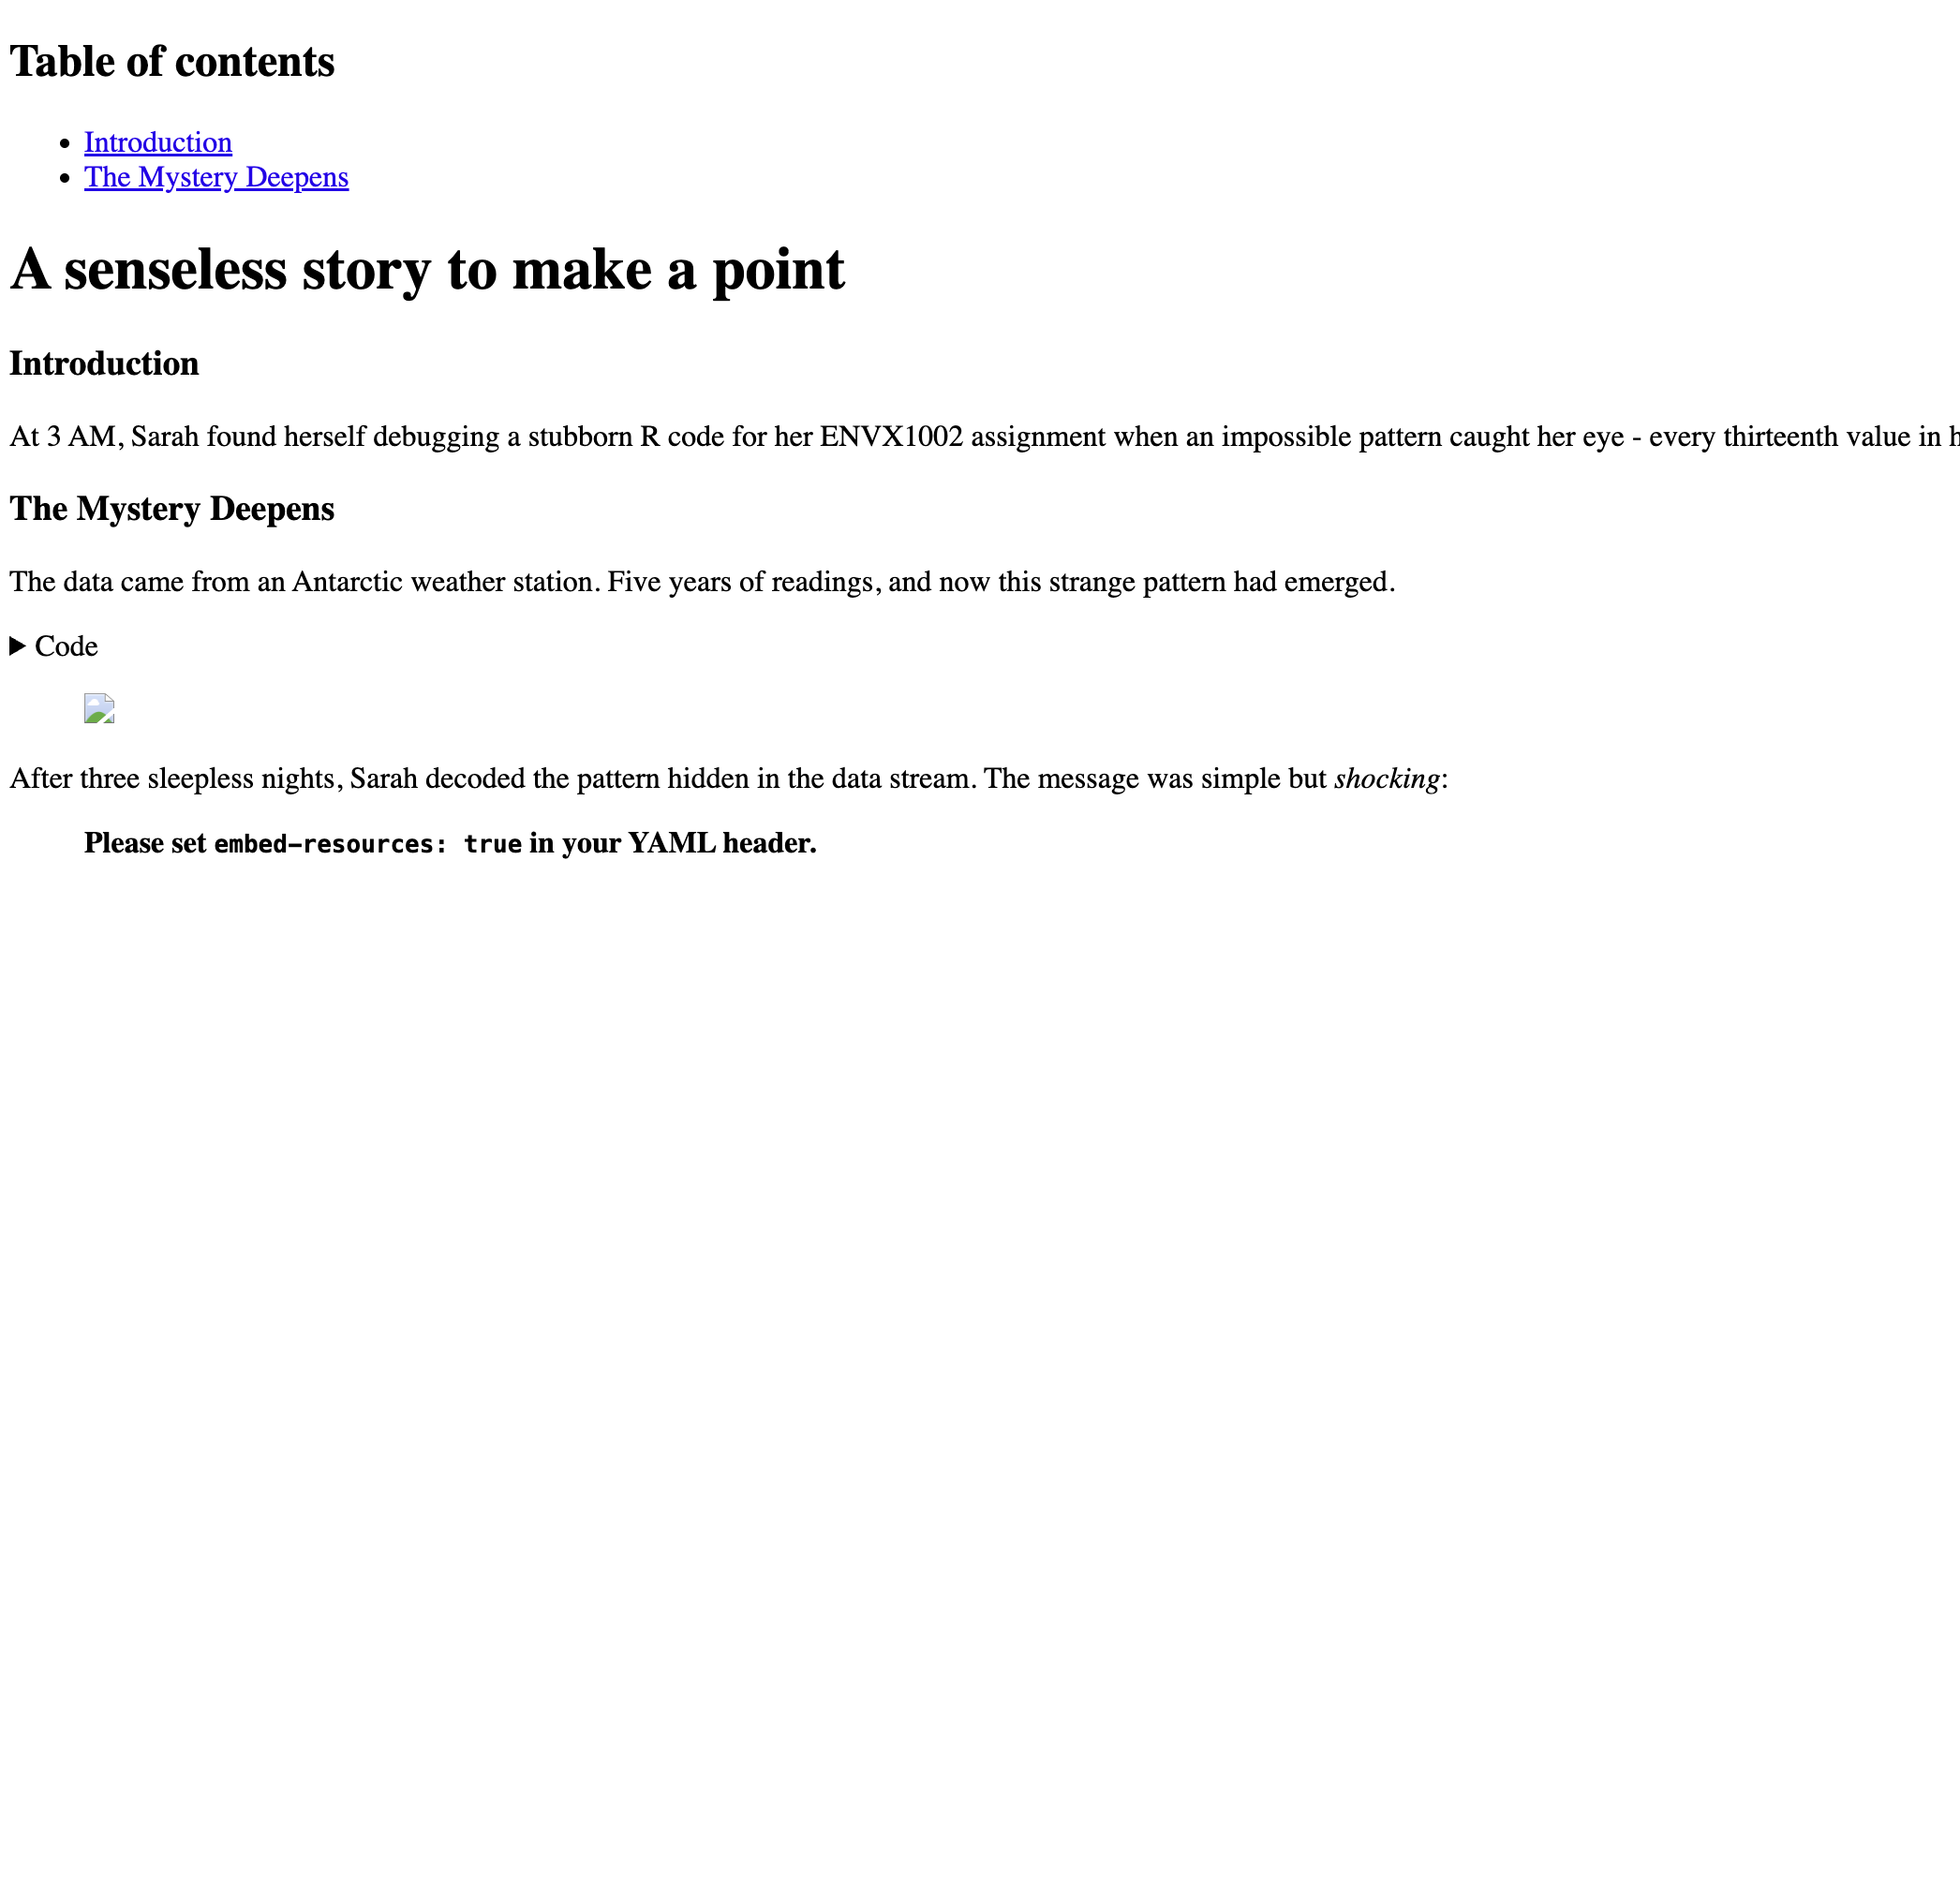 Table of contents
Introduction
The Mystery Deepens
A senseless story to make a point
Introduction
At 3 AM, Sarah found herself debugging a stubborn R code for her ENVX1002 assignment when an impossible pattern caught her eye - every thirteenth value in
The Mystery Deepens
The data came from an Antarctic weather station. Five years of readings, and now this strange pattern had emerged.
Code
After three sleepless nights, Sarah decoded the pattern hidden in the data stream. The message was simple but shocking:
Please set embed-resources: true in your YAML header.